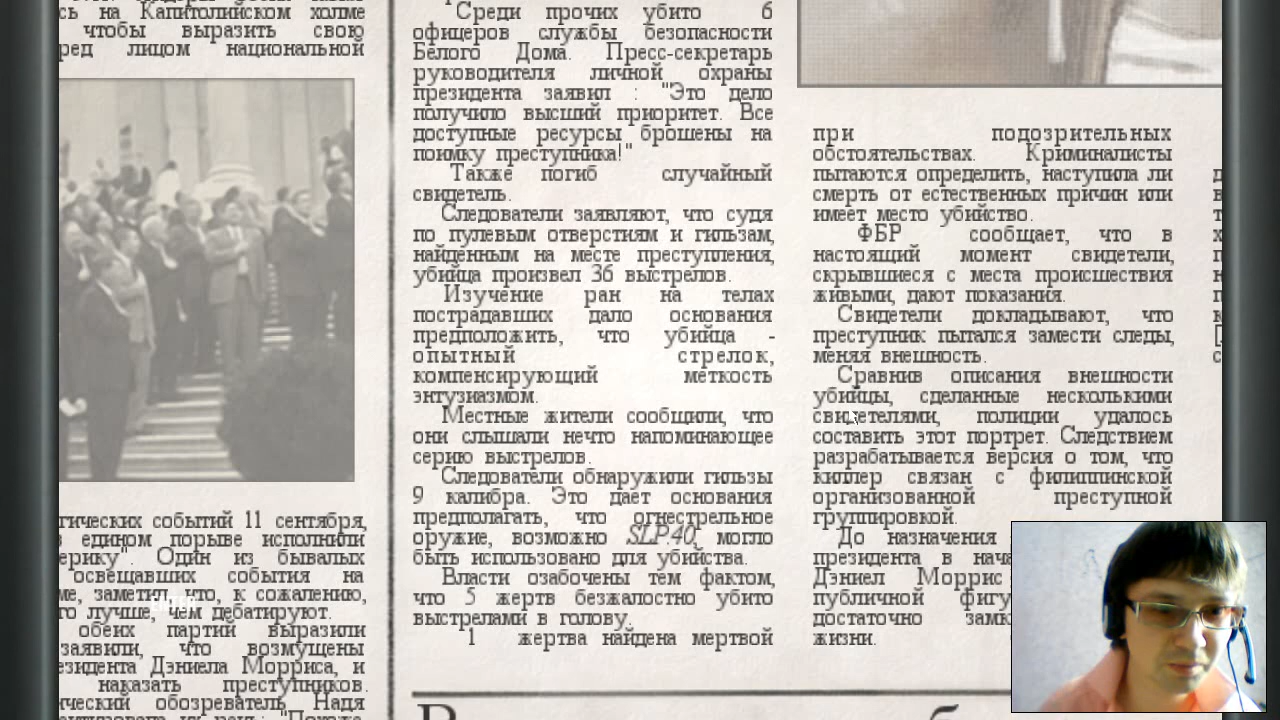 сь на Капитолийском холме
чтобы выразить свою
ред лицом национальной
гических событий 11 сентября,
в едином порыве исполнили
ерику". Один из бывалых
освещавших события на
ме, заметил, что, к сожалению,
го лучше, чем дебатируют.
ENTER
обеих партий выразили
заявили, что возмущены
езидента Дэниела Морриса, и
наказать преступников.
ический обозреватель Надя
Среди прочих убито 6
офицеров службы безопасности
Белого Дома. Пресс-секретарь
руководителя личной охраны
президента заявил : "Это дело
получило высший приоритет. Все
доступные ресурсы брошены на
поимку преступника!"
Также погиб случайный
свидетель.
Следователи заявляют, что судя
по пулевым отверстиям и гильзам,
найденным на месте преступления,
убийца произвел 36 выстрелов.
Изучение ран на телах
пострадавших дало основания
предположить, что убийца -
опытный стрелок,
компенсирующий меткость
энтузиазмом.
Местные жители сообщили, что
они слышали нечто напоминающее
серию выстрелов.
Следователи обнаружили гильзы
9 калибра. Это дает основания
предполагать, что огнестрельное
оружие, возможно SLP.40, могло
быть использовано для убийства.
Власти озабочены тем фактом,
что 5 жертв безжалостно убито
выстрелами в голову.
1 жертва найдена мертвой
при подозрительных
обстоятельствах. Криминалисты
пытаются определить, наступила ли
смерть от естественных причин или
имеет место убийство.
ФБР сообщает, что в
настоящий момент свидетели,
скрывшиеся с места происшествия
живыми, дают показания.
Свидетели докладывают, что
преступник пытался замести следы,
меняя внешность.
Сравнив описания внешности
убийцы, сделанные несколькими
свидетелями, полиции удалось
составить этот портрет. Следствием
разрабатывается версия о том, что
киллер связан с филиппинской
организованной преступной
группировкой.
До назначения
президента в нача
Дэниел Моррис
публичной фигу
достаточно замк
жизни.